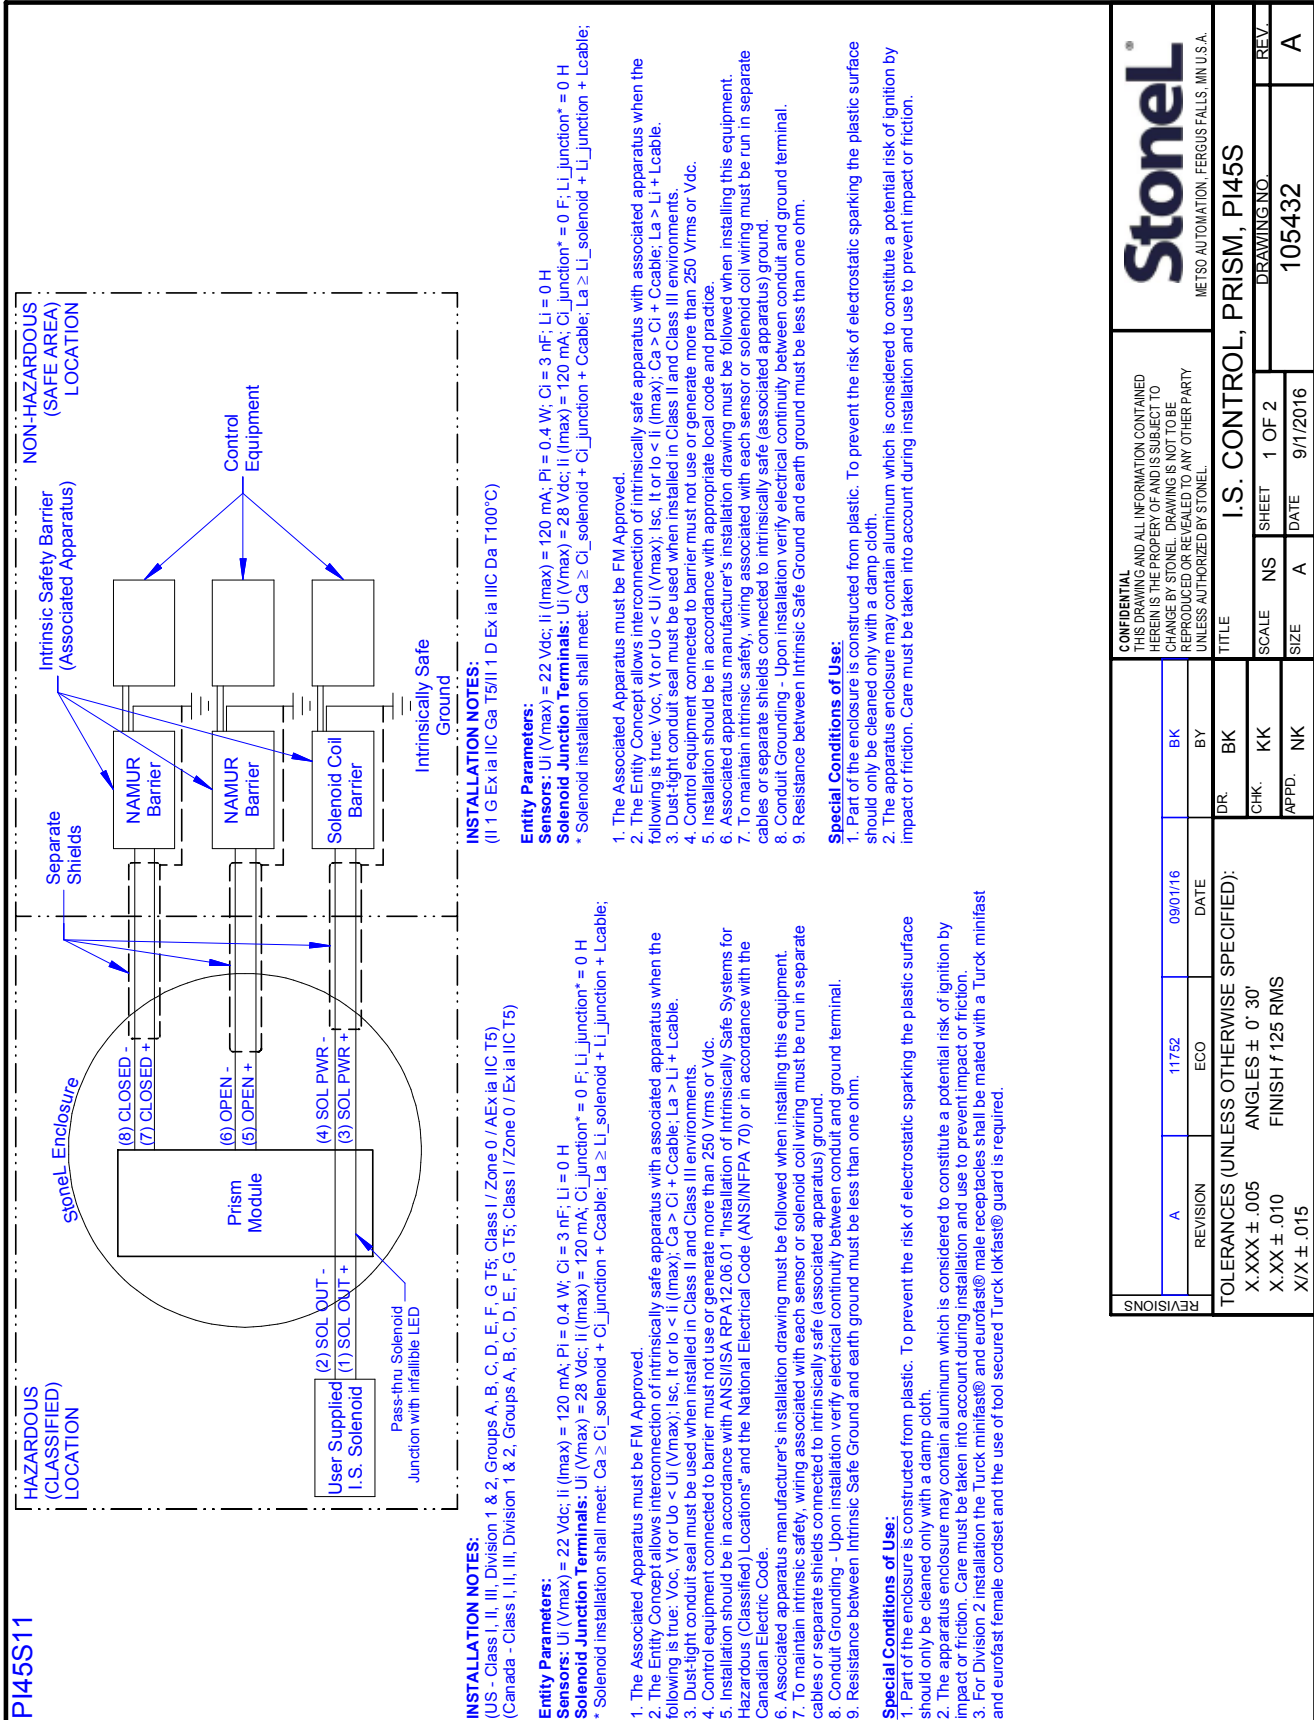 PI45S11
HAZARDOUS
(CLASSIFIED)
LOCATION
NON-HAZARDOUS
(SAFE AREA)
LOCATION
StoneL Enclosure
Separate
Shields
Intrinsic Safety Barrier
(Associated Apparatus)
Control
Equipment
User Supplied
I.S. Solenoid
(2) SOL OUT -
(1) SOL OUT +
Pass-thru Solenoid
Junction with infallible LED
Prism
Module
(8) CLOSED -
(7) CLOSED +
(6) OPEN -
(5) OPEN +
(4) SOL PWR -
(3) SOL PWR +
NAMUR
Barrier
NAMUR
Barrier
Solenoid Coil
Barrier
Intrinsically Safe
Ground
INSTALLATION NOTES:
(US - Class I, II, III, Division 1 & 2, Groups A, B, C, D, E, F, G T5; Class I / Zone 0 / AEx ia IIC T5)
(Canada - Class I, II, III, Division 1 & 2, Groups A, B, C, D, E, F, G T5; Class I / Zone 0 / Ex ia IIC T5)
Entity Parameters:
Sensors: Ui (Vmax) = 22 Vdc; Ii (Imax) = 120 mA; Pi = 0.4 W; Ci = 3 nF; Li = 0 H
Solenoid Junction Terminals: Ui (Vmax) = 28 Vdc; Ii (Imax) = 120 mA; Ci_junction* = 0 F; Li_junction* = 0 H
* Solenoid installation shall meet: Ca ≥ Ci_solenoid + Ci_junction + Ccable; La ≥ Li_solenoid + Li_junction + Lcable;
1. The Associated Apparatus must be FM Approved.
2. The Entity Concept allows interconnection of intrinsically safe apparatus with associated apparatus when the
following is true: Voc, Vt or Uo < Ui (Vmax); Isc, It or Io < Ii (Imax); Ca > Ci + Ccable; La > Li + Lcable.
3. Dust-tight conduit seal must be used when installed in Class II and Class III environments.
4. Control equipment connected to barrier must not use or generate more than 250 Vrms or Vdc.
5. Installation should be in accordance with ANSI/ISA RPA12.06.01 "Installation of Intrinsically Safe Systems for
Hazardous (Classified) Locations" and the National Electrical Code (ANSI/NFPA 70) or in accordance with the
Canadian Electric Code.
6. Associated apparatus manufacturer's installation drawing must be followed when installing this equipment.
7. To maintain intrinsic safety, wiring associated with each sensor or solenoid coil wiring must be run in separate
cables or separate shields connected to intrinsically safe (associated apparatus) ground.
8. Conduit Grounding - Upon installation verify electrical continuity between conduit and ground terminal.
9. Resistance between Intrinsic Safe Ground and earth ground must be less than one ohm.
Special Conditions of Use:
1. Part of the enclosure is constructed from plastic. To prevent the risk of electrostatic sparking the plastic surface
should only be cleaned only with a damp cloth.
2. The apparatus enclosure may contain aluminum which is considered to constitute a potential risk of ignition by
impact or friction. Care must be taken into account during installation and use to prevent impact or friction.
3. For Division 2 installation the Turck minifast® and eurofast® male receptacles shall be mated with a Turck minifast
and eurofast female cordset and the use of tool secured Turck lokfast® guard is required.
INSTALLATION NOTES:
(II 1 G Ex ia IIC Ga T5/II 1 D Ex ia IIIC Da T100°C)
Entity Parameters:
Sensors: Ui (Vmax) = 22 Vdc; Ii (Imax) = 120 mA; Pi = 0.4 W; Ci = 3 nF; Li = 0 H
Solenoid Junction Terminals: Ui (Vmax) = 28 Vdc; Ii (Imax) = 120 mA; Ci_junction* = 0 F; Li_junction* = 0 H
* Solenoid installation shall meet: Ca ≥ Ci_solenoid + Ci_junction + Ccable; La ≥ Li_solenoid + Li_junction + Lcable;
1. The Associated Apparatus must be FM Approved.
2. The Entity Concept allows interconnection of intrinsically safe apparatus with associated apparatus when the
following is true: Voc, Vt or Uo < Ui (Vmax); Isc, It or Io < Ii (Imax); Ca > Ci + Ccable; La > Li + Lcable.
3. Dust-tight conduit seal must be used when installed in Class II and Class III environments.
4. Control equipment connected to barrier must not use or generate more than 250 Vrms or Vdc.
5. Installation should be in accordance with appropriate local code and practice.
6. Associated apparatus manufacturer's installation drawing must be followed when installing this equipment.
7. To maintain intrinsic safety, wiring associated with each sensor or solenoid coil wiring must be run in separate
cables or separate shields connected to intrinsically safe (associated apparatus) ground.
8. Conduit Grounding - Upon installation verify electrical continuity between conduit and ground terminal.
9. Resistance between Intrinsic Safe Ground and earth ground must be less than one ohm.
Special Conditions of Use:
1. Part of the enclosure is constructed from plastic. To prevent the risk of electrostatic sparking the plastic surface
should only be cleaned only with a damp cloth.
2. The apparatus enclosure may contain aluminum which is considered to constitute a potential risk of ignition by
impact or friction. Care must be taken into account during installation and use to prevent impact or friction.
REVISIONS
A 11752 09/01/16 BK
REVISION ECO DATE BY
TOLERANCES (UNLESS OTHERWISE SPECIFIED):
X.XXX ± .005 ANGLES ± 0° 30'
X.XX ± .010 FINISH ƒ 125 RMS
X/X ± .015
DR. BK
CHK. KK
APPD. NK
CONFIDENTIAL
THIS DRAWING AND ALL INFORMATION CONTAINED
HEREIN IS THE PROPERTY OF AND IS SUBJECT TO
CHANGE BY STONEL. DRAWING IS NOT TO BE
REPRODUCED OR REVEALED TO ANY OTHER PARTY
UNLESS AUTHORIZED BY STONEL.
StoneL®
METSO AUTOMATION, FERGUS FALLS, MN U.S.A.
TITLE I.S. CONTROL, PRISM, PI45S
SCALE NS SHEET 1 OF 2 DRAWING NO. REV.
SIZE A DATE 9/1/2016 105432 A